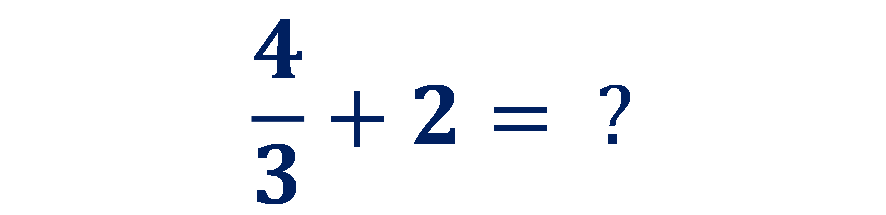 4/3 + 2 = ?